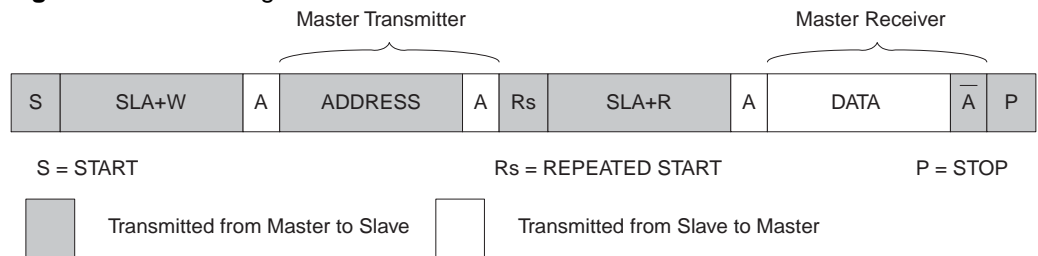 Master Transmitter Master Receiver
S SLA+W A ADDRESS A Rs SLA+R A DATA A̅ P
S = START Rs = REPEATED START P = STOP
Transmitted from Master to Slave Transmitted from Slave to Master